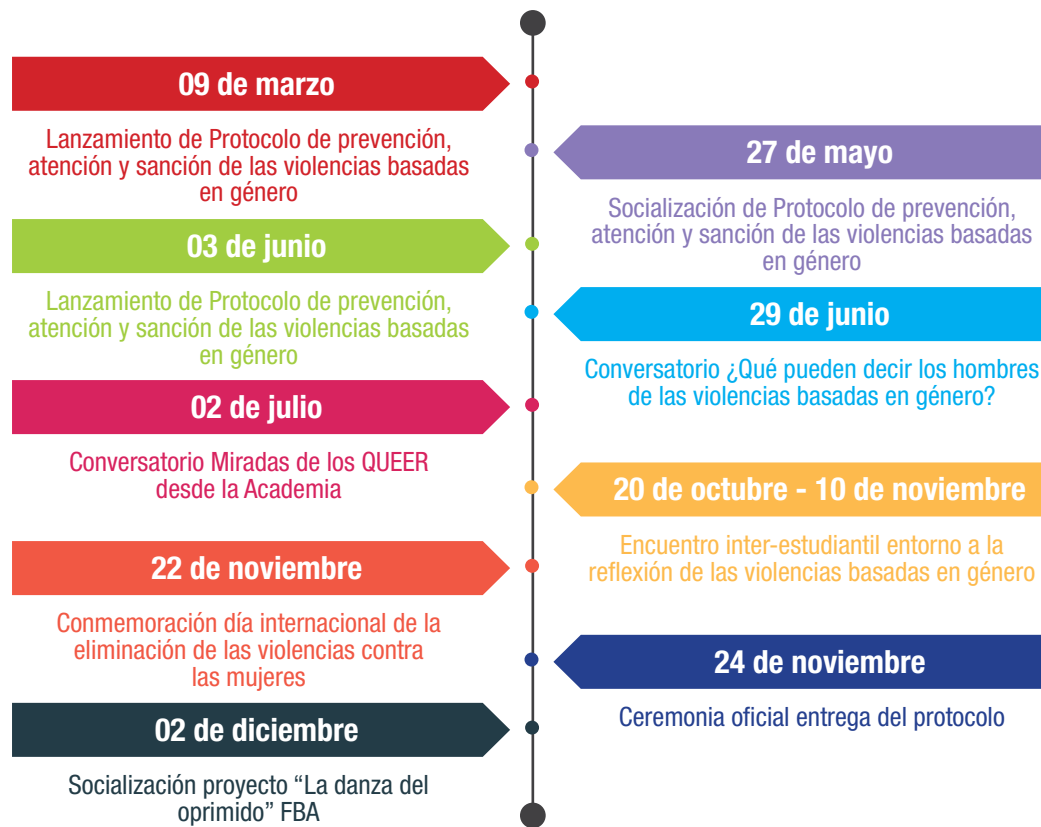 09 de marzo
Lanzamiento de Protocolo de prevención,
atención y sanción de las violencias basadas
en género
27 de mayo
Socialización de Protocolo de prevención,
atención y sanción de las violencias basadas
en género
03 de junio
Lanzamiento de Protocolo de prevención,
atención y sanción de las violencias basadas
en género
29 de junio
Conversatorio ¿Qué pueden decir los hombres
de las violencias basadas en género?
02 de julio
Conversatorio Miradas de los QUEER
desde la Academia
20 de octubre - 10 de noviembre
Encuentro inter-estudiantil entorno a la
reflexión de las violencias basadas en género
22 de noviembre
Conmemoración día internacional de la
eliminación de las violencias contra
las mujeres
24 de noviembre
Ceremonia oficial entrega del protocolo
02 de diciembre
Socialización proyecto “La danza del
oprimido” FBA